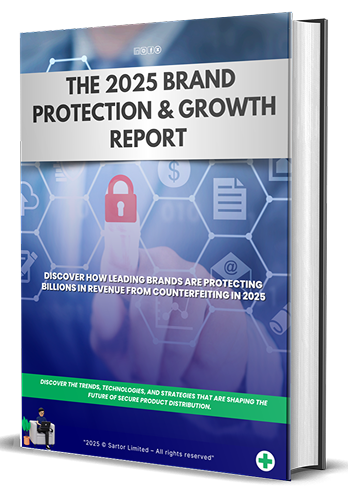 THE 2025 BRAND
PROTECTION & GROWTH
REPORT
DISCOVER HOW LEADING BRANDS ARE PROTECTING
BILLIONS IN REVENUE FROM COUNTERFEITING IN 2025
DISCOVER THE TRENDS, TECHNOLOGIES, AND STRATEGIES THAT ARE SHAPING THE
FUTURE OF SECURE PRODUCT DISTRIBUTION.
"2025 © Sartor Limited – All rights reserved"